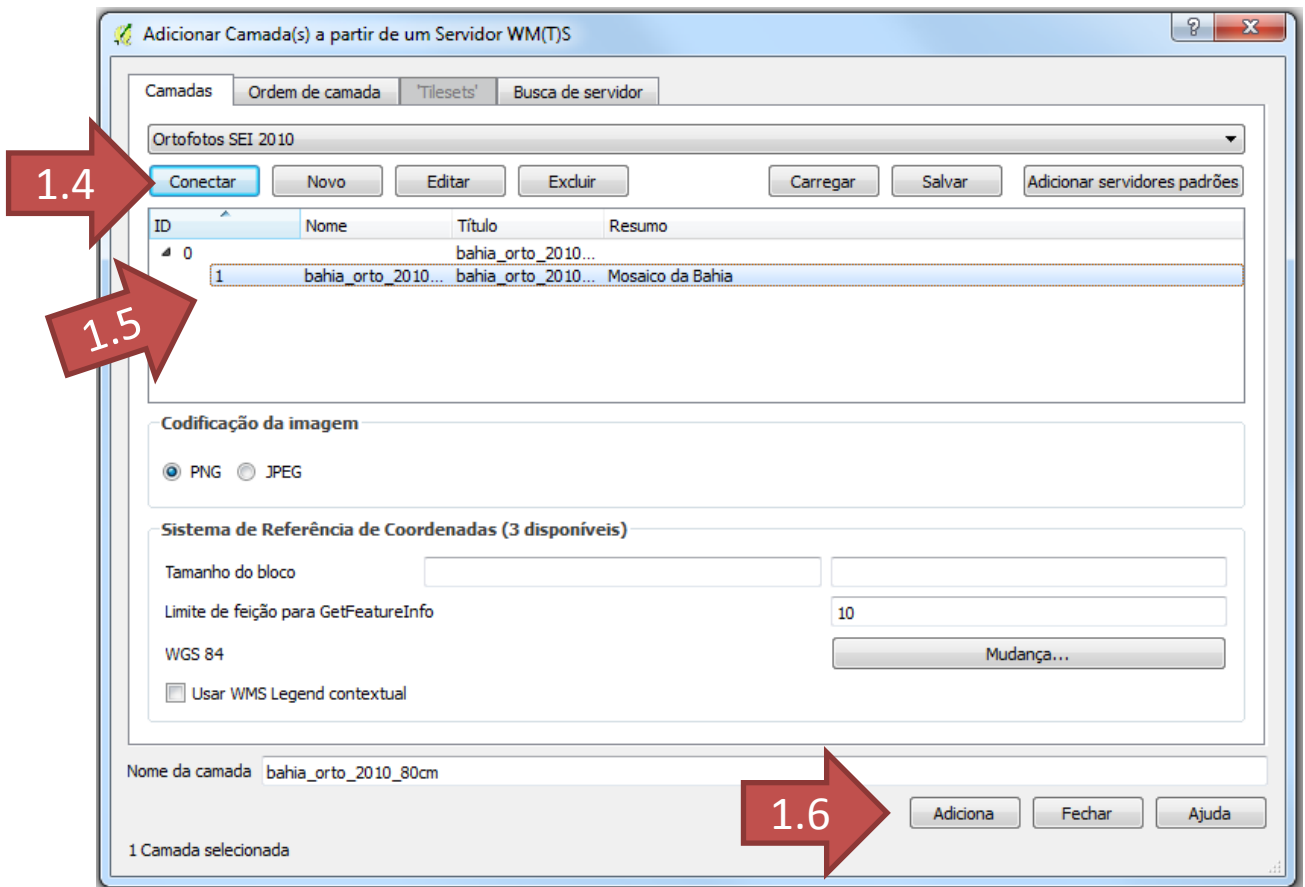 Adicionar Camada(s) a partir de um Servidor WM(T)S
Camadas Ordem de camada 'Tilesets' Busca de servidor
Ortofotos SEI 2010
1.4
Conectar Novo Editar Excluir Carregar Salvar Adicionar servidores padrões
ID Nome Título Resumo
0 bahia_orto_2010...
1 bahia_orto_2010... bahia_orto_2010... Mosaico da Bahia
1.5
Codificação da imagem
PNG JPEG
Sistema de Referência de Coordenadas (3 disponíveis)
Tamanho do bloco
Limite de feição para GetFeatureInfo 10
WGS 84 Mudança...
Usar WMS Legend contextual
Nome da camada bahia_orto_2010_80cm
1.6
Adiciona Fechar Ajuda
1 Camada selecionada